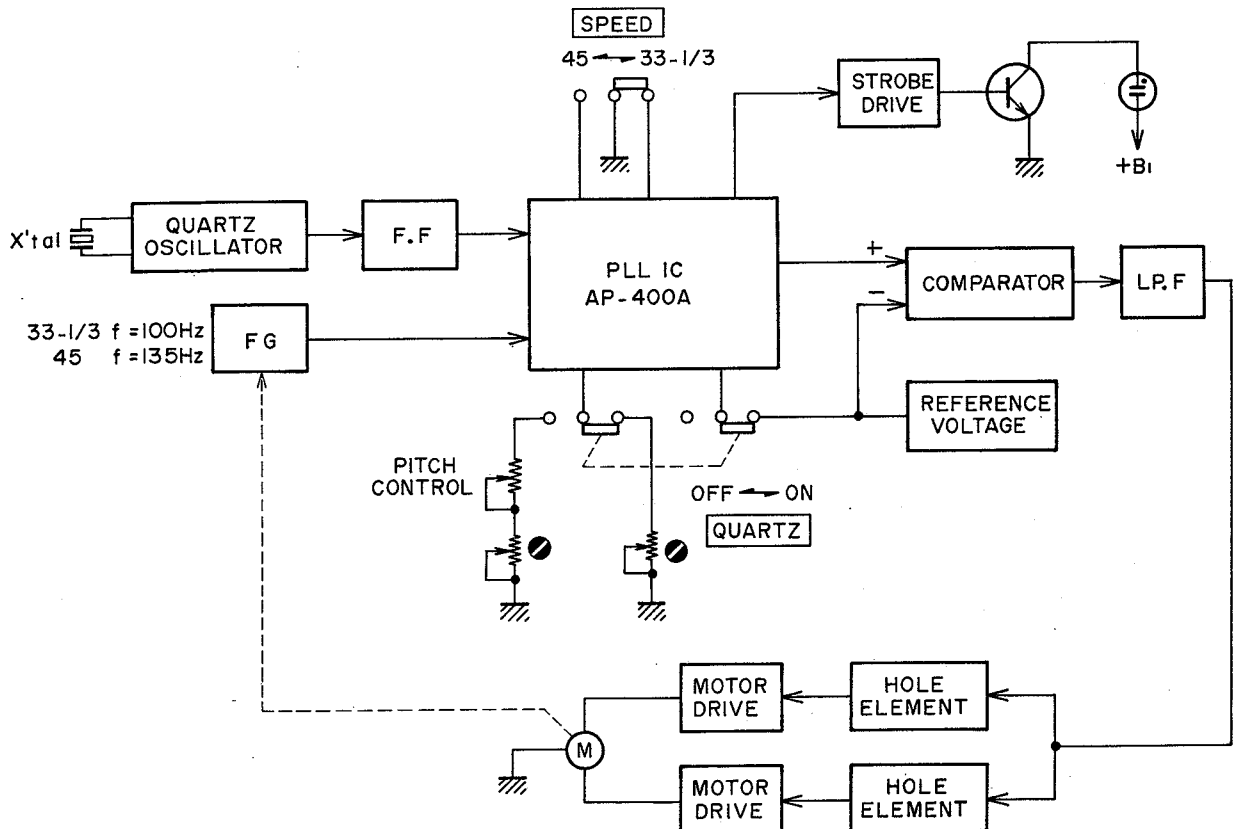 SPEED
45 ↔ 33-1/3
STROBE
DRIVE
+B1
X'tal
QUARTZ
OSCILLATOR
F.F
PLL IC
AP-400A
+
-
COMPARATOR
L.P.F
33-1/3 f=100Hz
45 f=135Hz
FG
REFERENCE
VOLTAGE
PITCH
CONTROL
OFF ↔ ON
QUARTZ
MOTOR
DRIVE
HOLE
ELEMENT
M
MOTOR
DRIVE
HOLE
ELEMENT